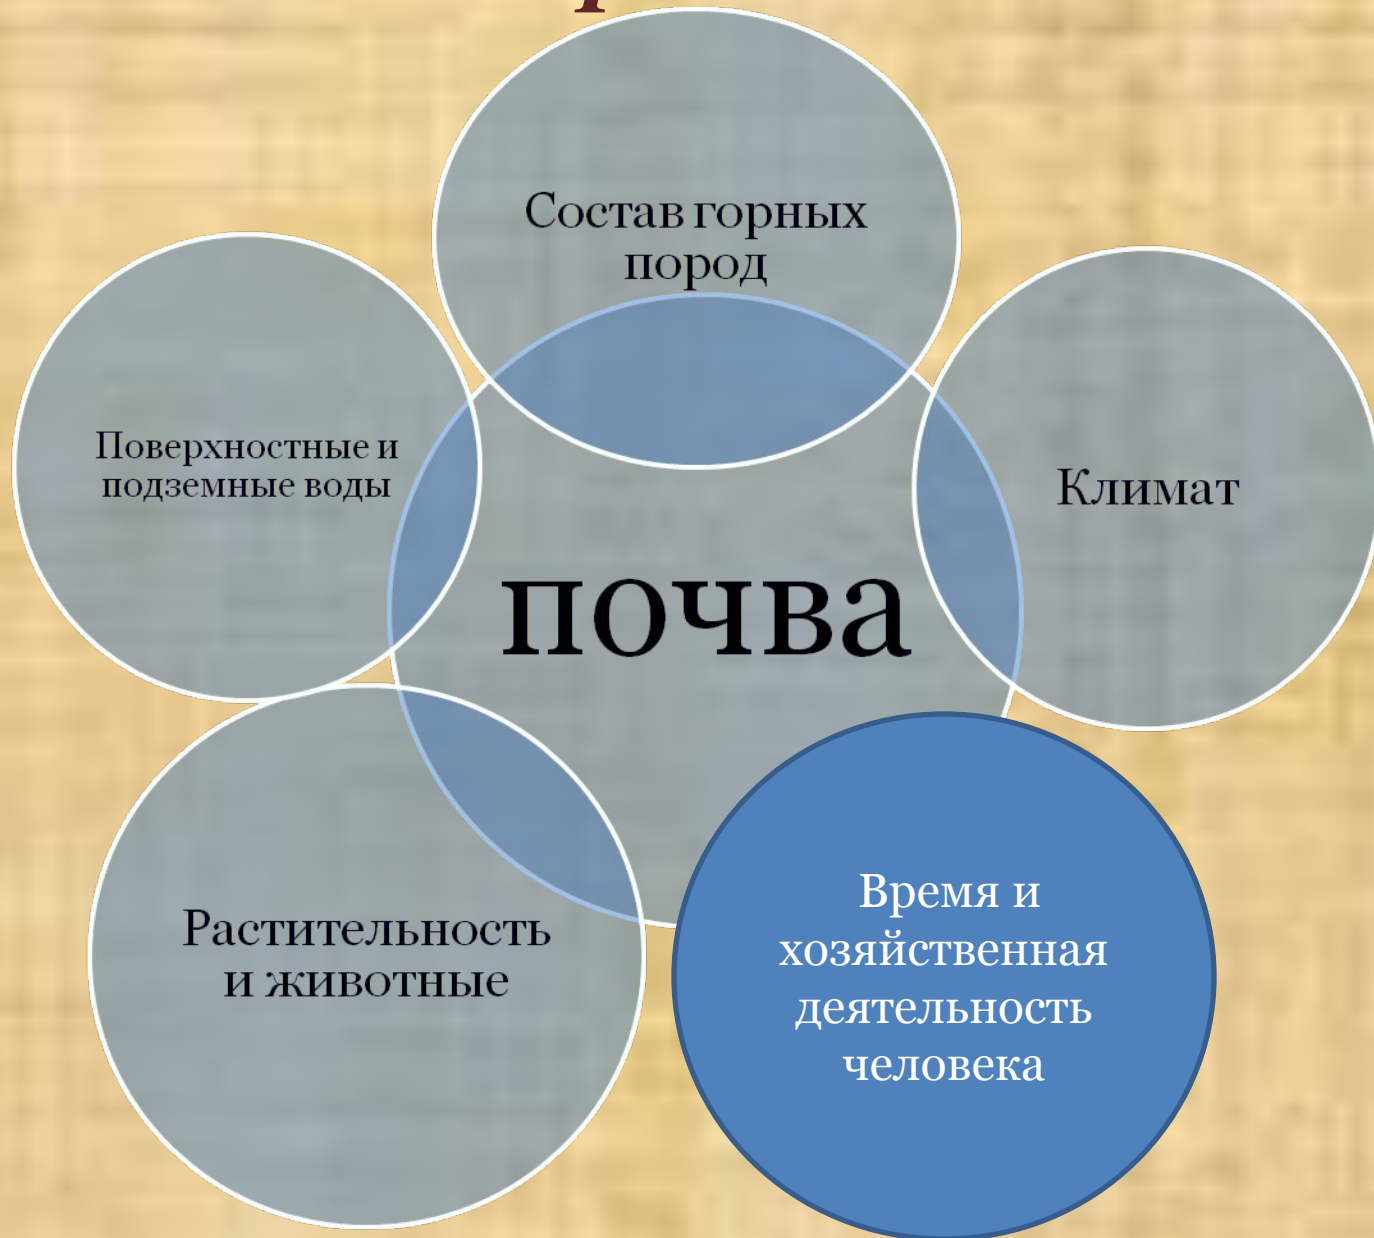 Состав горных
пород
Поверхностные и
подземные воды
Климат
почва
Растительность
и животные
Время и
хозяйственная
деятельность
человека